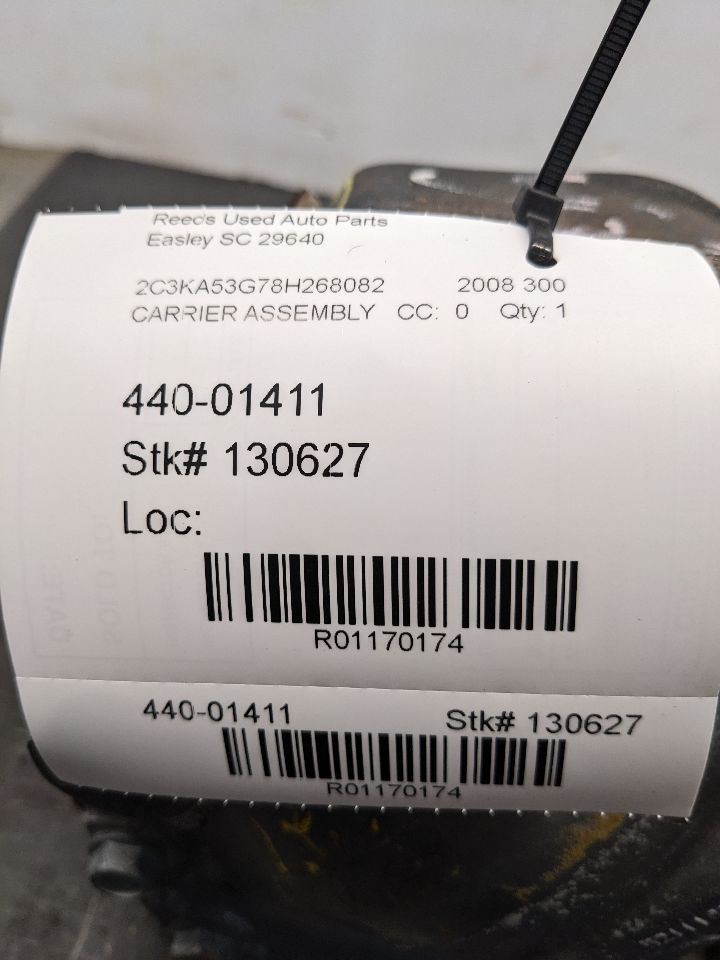 Reed's Used Auto Parts
Easley SC 29640
2C3KA53G78H268082 2008 300
CARRIER ASSEMBLY CC: 0 Qty: 1
440-01411
Stk# 130627
Loc:
R01170174
440-01411 Stk# 130627
R01170174